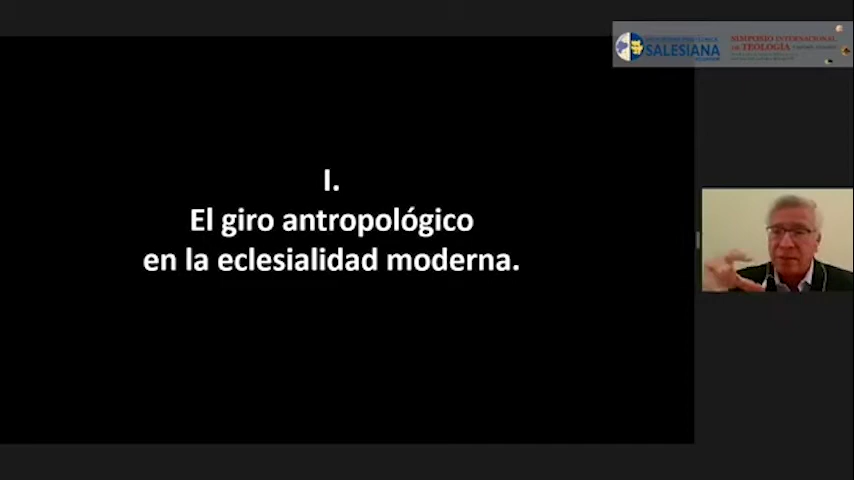 SALESIANA
SIMPOSIO INTERNACIONAL
DE TEOLOGÍA
I.
El giro antropológico
en la eclesialidad moderna.